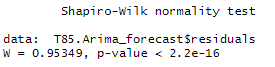 Shapiro-Wilk normality test
data: T85.Arima_forecast$residuals
W = 0.95349, p-value < 2.2e-16